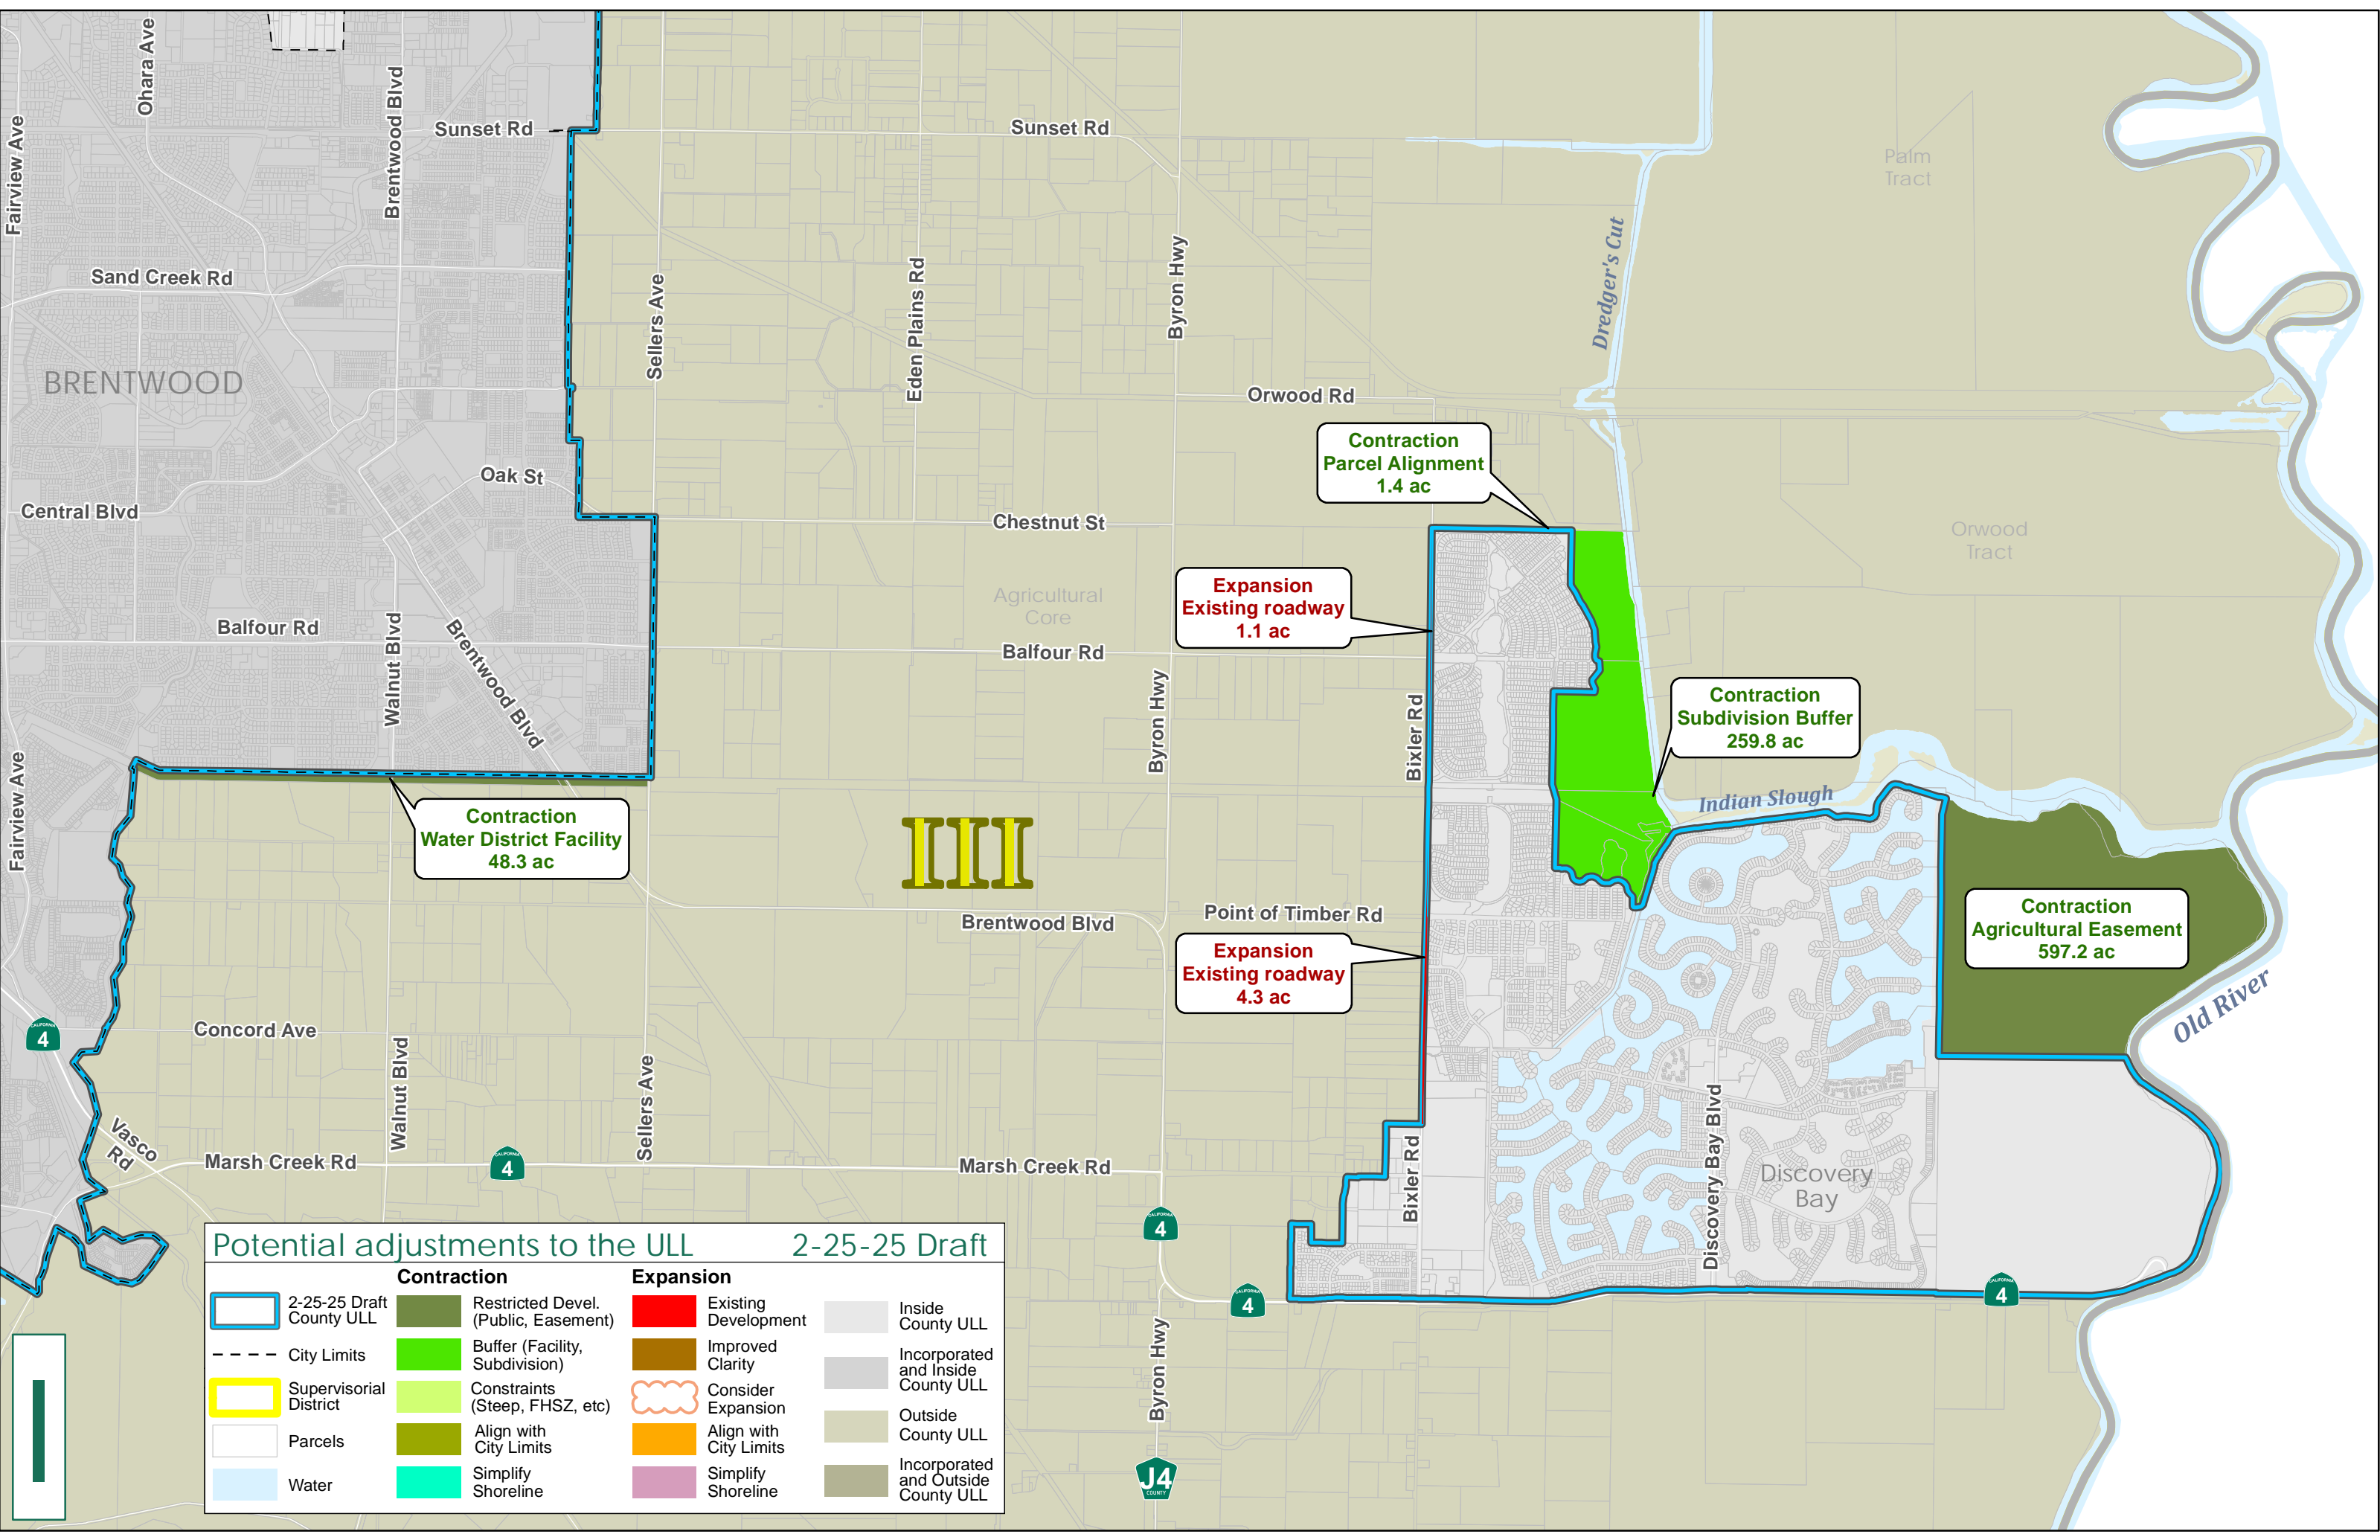 Ohara Ave
Fairview Ave
Brentwood Blvd
Sunset Rd
Sunset Rd
Palm
Tract
Sand Creek Rd
Sellers Ave
Eden Plains Rd
Byron Hwy
Dredger's Cut
BRENTWOOD
Orwood Rd
Contraction
Parcel Alignment
1.4 ac
Oak St
Central Blvd
Chestnut St
Orwood
Tract
Agricultural
Core
Expansion
Existing roadway
1.1 ac
Balfour Rd
Walnut Blvd
Brentwood Blvd
Balfour Rd
Byron Hwy
Bixler Rd
Contraction
Subdivision Buffer
259.8 ac
Fairview Ave
Indian Slough
Contraction
Water District Facility
48.3 ac
III
Brentwood Blvd
Point of Timber Rd
Contraction
Agricultural Easement
597.2 ac
Expansion
Existing roadway
4.3 ac
Old River
CALIFORNIA
4
Concord Ave
Walnut Blvd
Sellers Ave
Vasco
Rd
Marsh Creek Rd
CALIFORNIA
4
Marsh Creek Rd
Bixler Rd
Discovery Bay Blvd
Discovery
Bay
CALIFORNIA
4
CALIFORNIA
4
CALIFORNIA
4
Byron Hwy
J4
COUNTY
Potential adjustments to the ULL 2-25-25 Draft
2-25-25 Draft
County ULL
City Limits
Supervisorial
District
Parcels
Water
Contraction
Restricted Devel.
(Public, Easement)
Buffer (Facility,
Subdivision)
Constraints
(Steep, FHSZ, etc)
Align with
City Limits
Simplify
Shoreline
Expansion
Existing
Development
Improved
Clarity
Consider
Expansion
Align with
City Limits
Simplify
Shoreline
Inside
County ULL
Incorporated
and Inside
County ULL
Outside
County ULL
Incorporated
and Outside
County ULL